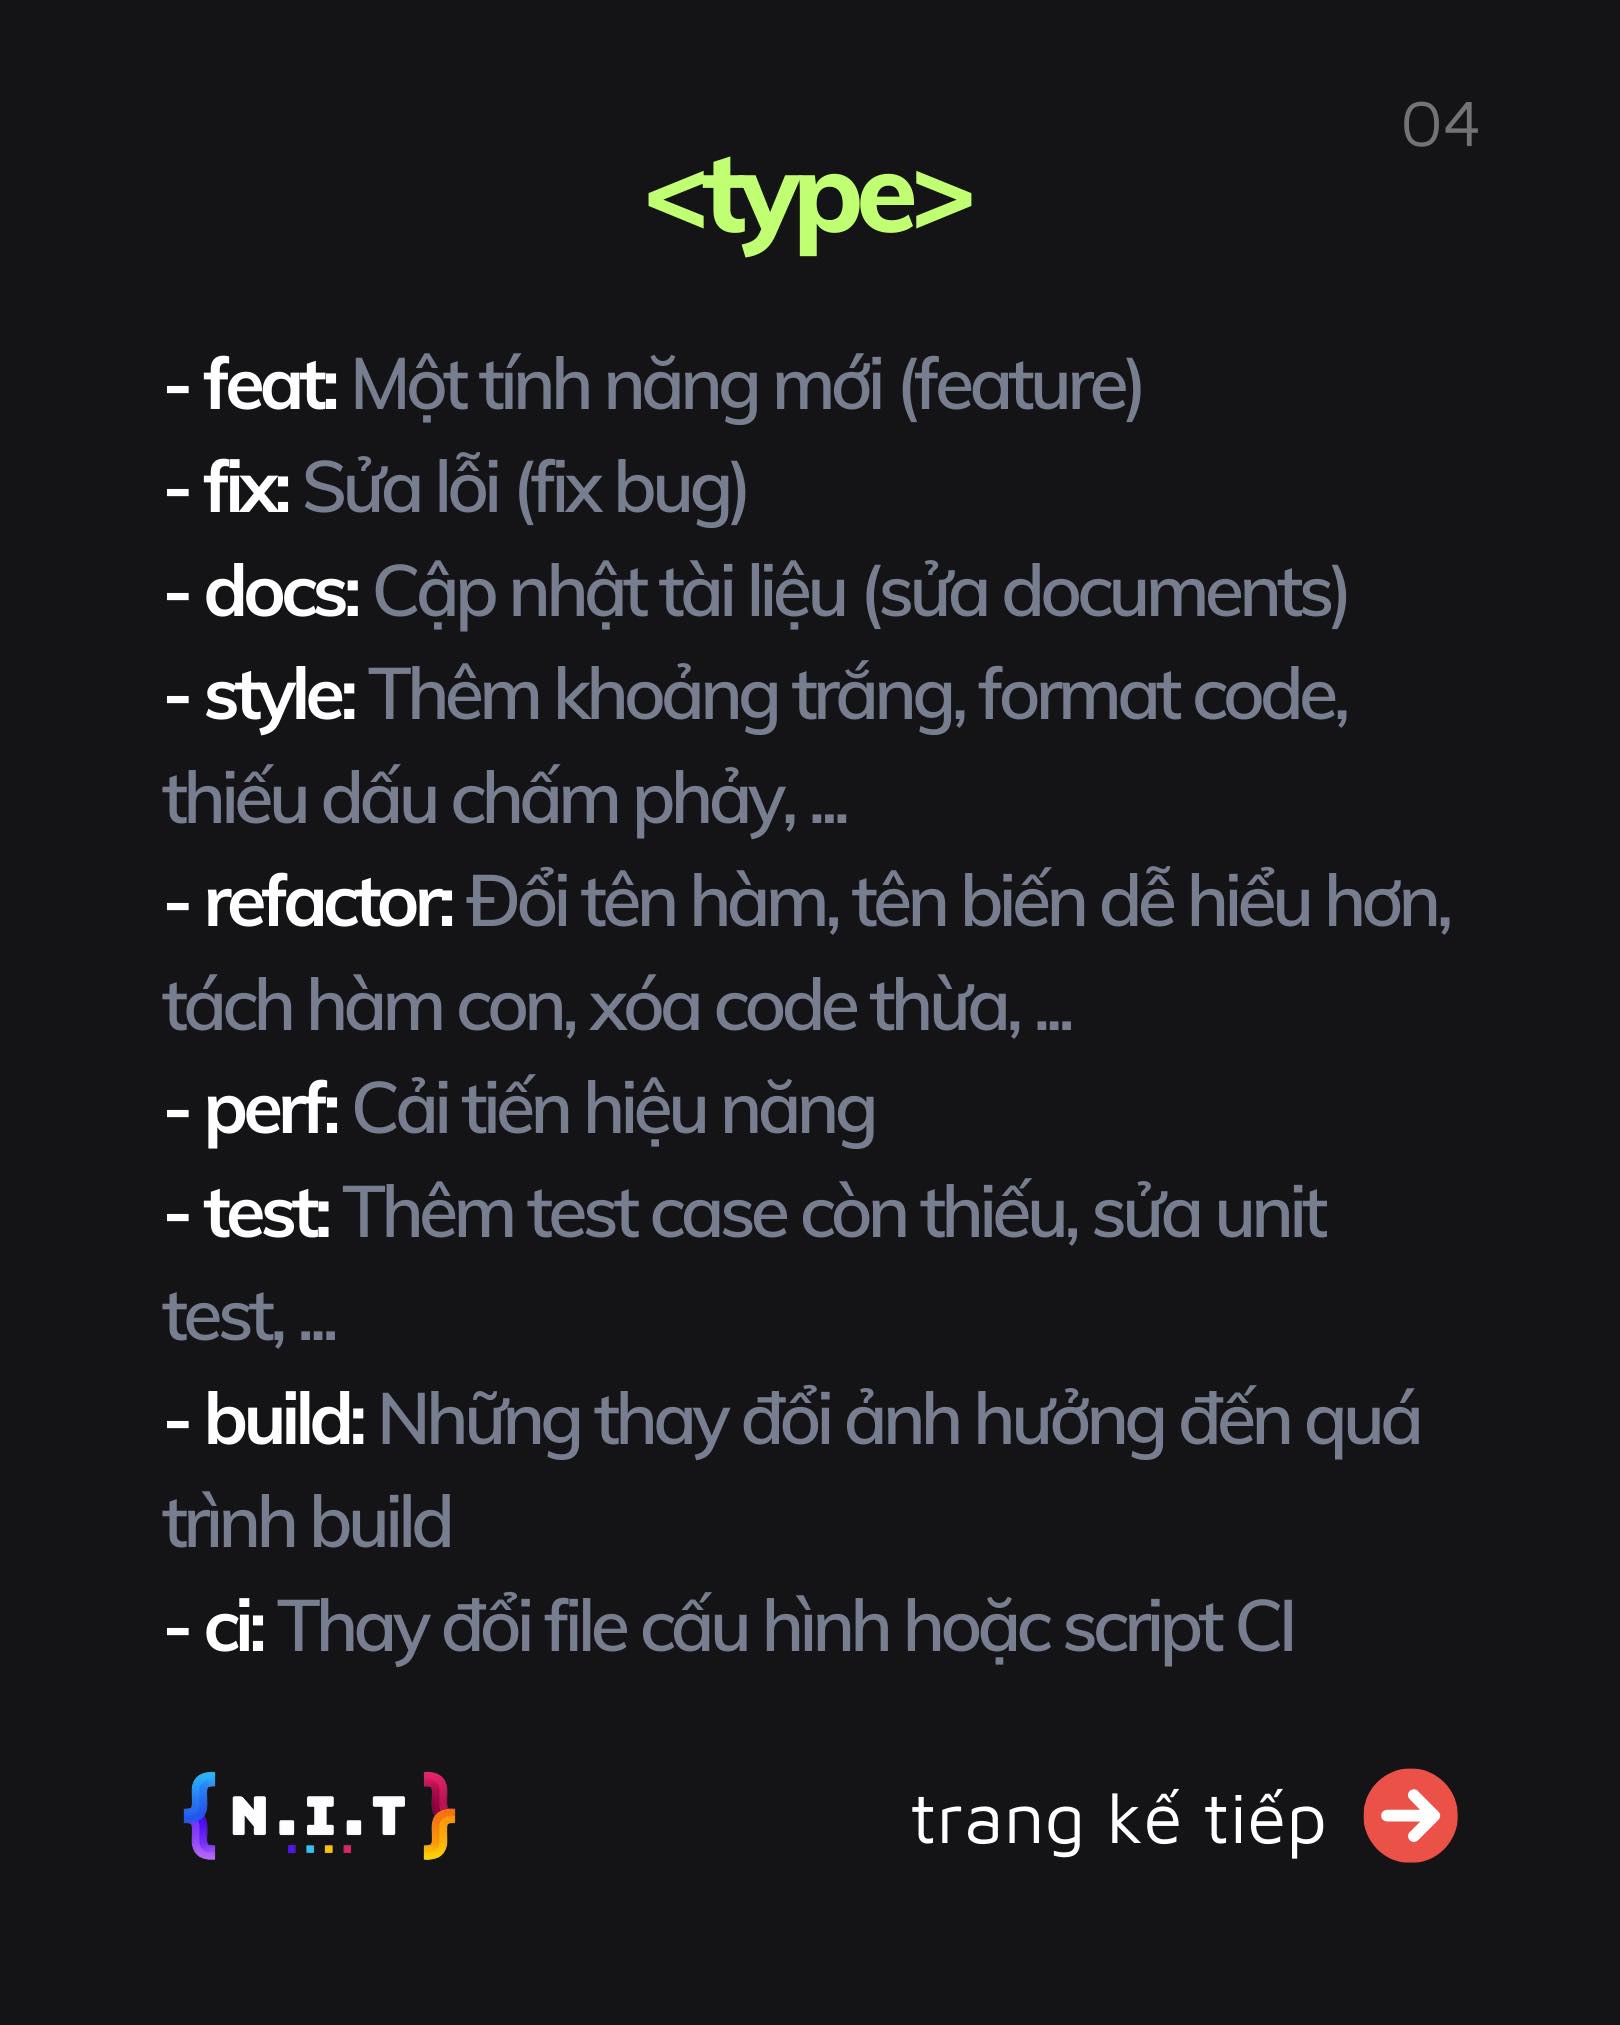 04
<type>
- feat: Một tính năng mới (feature)
- fix: Sửa lỗi (fix bug)
- docs: Cập nhật tài liệu (sửa documents)
- style: Thêm khoảng trắng, format code,
thiếu dấu chấm phảy, ...
- refactor: Đổi tên hàm, tên biến dễ hiểu hơn,
tách hàm con, xóa code thừa, ...
- perf: Cải tiến hiệu năng
- test: Thêm test case còn thiếu, sửa unit
test, ...
- build: Những thay đổi ảnh hưởng đến quá
trình build
- ci: Thay đổi file cấu hình hoặc script CI
{N.I.T}
trang kế tiếp